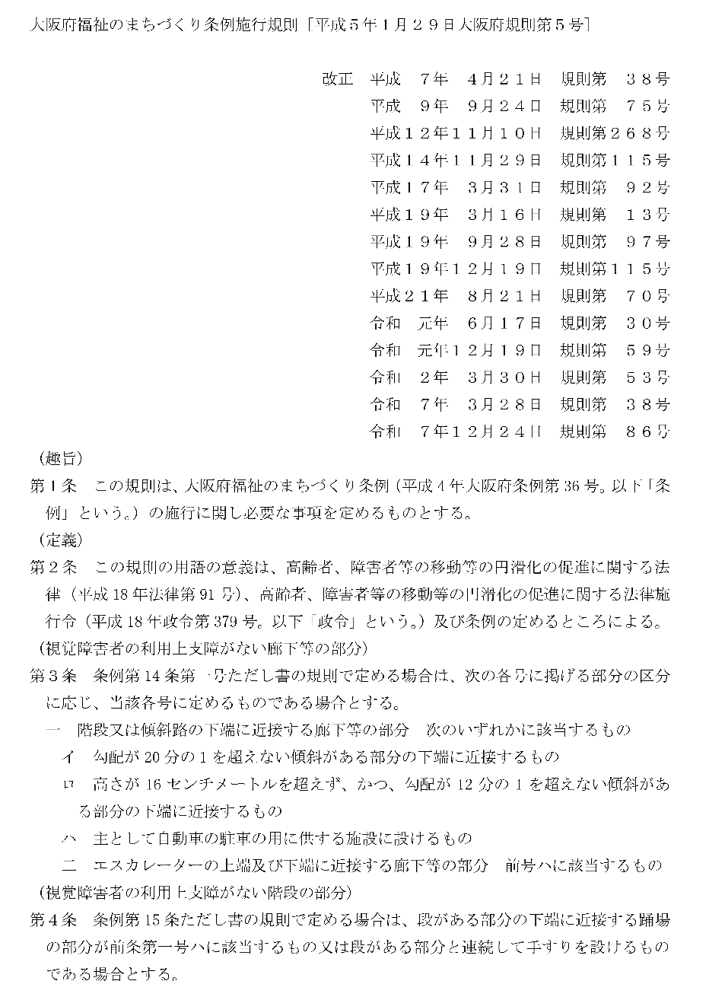 大阪府福祉のまちづくり条例施行規則［平成５年１月２９日大阪府規則第５号］
改正　平成　７年　４月２１日　規則第　３８号
平成　９年　９月２４日　規則第　７５号
平成１２年１１月１０日　規則第２６８号
平成１４年１１月２９日　規則第１１５号
平成１７年　３月３１日　規則第　９２号
平成１９年　３月１６日　規則第　１３号
平成１９年　９月２８日　規則第　９７号
平成１９年１２月１９日　規則第１１５号
平成２１年　８月２１日　規則第　７０号
令和　元年　６月１７日　規則第　３０号
令和　元年１２月１９日　規則第　５９号
令和　２年　３月３０日　規則第　５３号
令和　７年　３月２８日　規則第　３８号
令和　７年１２月２４日　規則第　８６号
（趣旨）
第１条　この規則は、大阪府福祉のまちづくり条例（平成４年大阪府条例第 36 号。以下「条
例」という。）の施行に関し必要な事項を定めるものとする。
（定義）
第２条　この規則の用語の意義は、高齢者、障害者等の移動等の円滑化の促進に関する法
律（平成 18 年法律第 91 号）、高齢者、障害者等の移動等の円滑化の促進に関する法律施
行令（平成 18 年政令第 379 号。以下「政令」という。）及び条例の定めるところによる。
（視覚障害者の利用上支障がない廊下等の部分）
第３条　条例第 14 条第一号ただし書の規則で定める場合は、次の各号に掲げる部分の区分
に応じ、当該各号に定めるものである場合とする。
一　階段又は傾斜路の下端に近接する廊下等の部分　次のいずれかに該当するもの
イ　勾配が 20 分の 1 を超えない傾斜がある部分の下端に近接するもの
ロ　高さが 16 センチメートルを超えず、かつ、勾配が 12 分の 1 を超えない傾斜があ
る部分の下端に近接するもの
ハ　主として自動車の駐車の用に供する施設に設けるもの
二　エスカレーターの上端及び下端に近接する廊下等の部分　前号ハに該当するもの
（視覚障害者の利用上支障がない階段の部分）
第４条　条例第 15 条ただし書の規則で定める場合は、段がある部分の下端に近接する踊場
の部分が前条第一号ハに該当するもの又は段がある部分と連続して手すりを設けるもの
である場合とする。